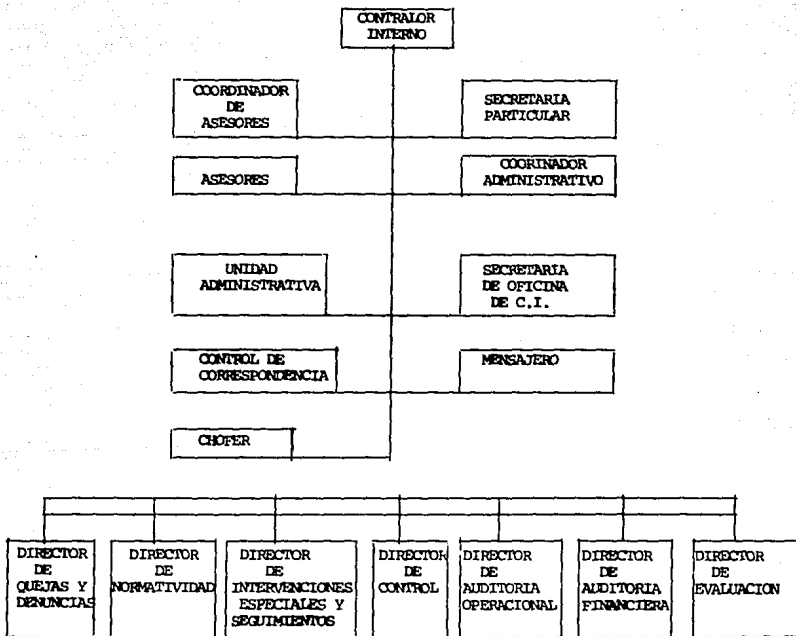 CONTRALOR
INTERNO
COORDINADOR
DE
ASESORES
SECRETARIA
PARTICULAR
ASESORES
COORINADOR
ADMINISTRATIVO
UNIDAD
ADMINISTRATIVA
SECRETARIA
DE OFICINA
DE C.I.
CONTROL DE
CORRESPONDENCIA
MENSAJERO
CHOFER
DIRECTOR
DE
QUEJAS Y
DENUNCIAS
DIRECTOR
DE
NORMATIVIDAD
DIRECTOR
DE
INTERVENCIONES
ESPECIALES Y
SEGUIMIENTOS
DIRECTOR
DE
CONTROL
DIRECTOR
DE
AUDITORIA
OPERACIONAL
DIRECTOR
DE
AUDITORIA
FINANCIERA
DIRECTOR
DE
EVALUACION